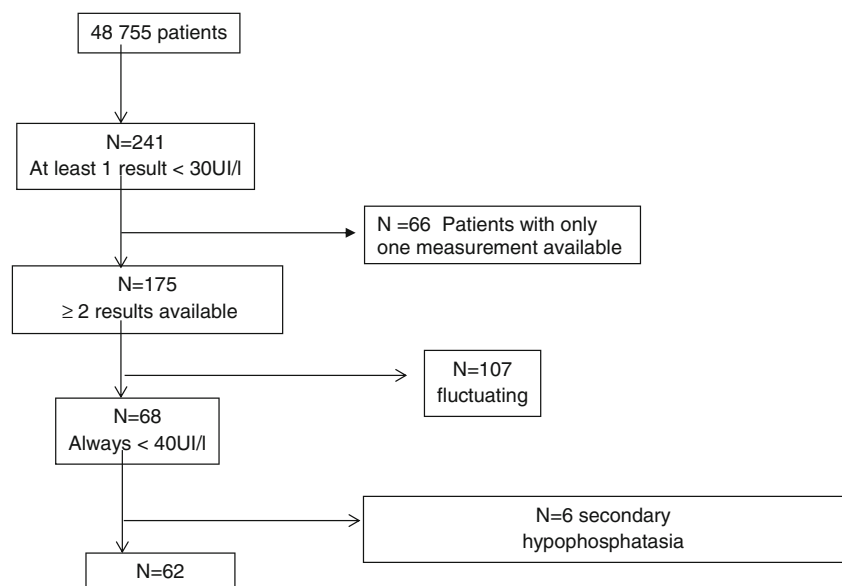 48 755 patients
N=241
At least 1 result < 30UI/l
N =66 Patients with only
one measurement available
N=175
≥ 2 results available
N=107
fluctuating
N=68
Always < 40UI/l
N=6 secondary
hypophosphatasia
N=62